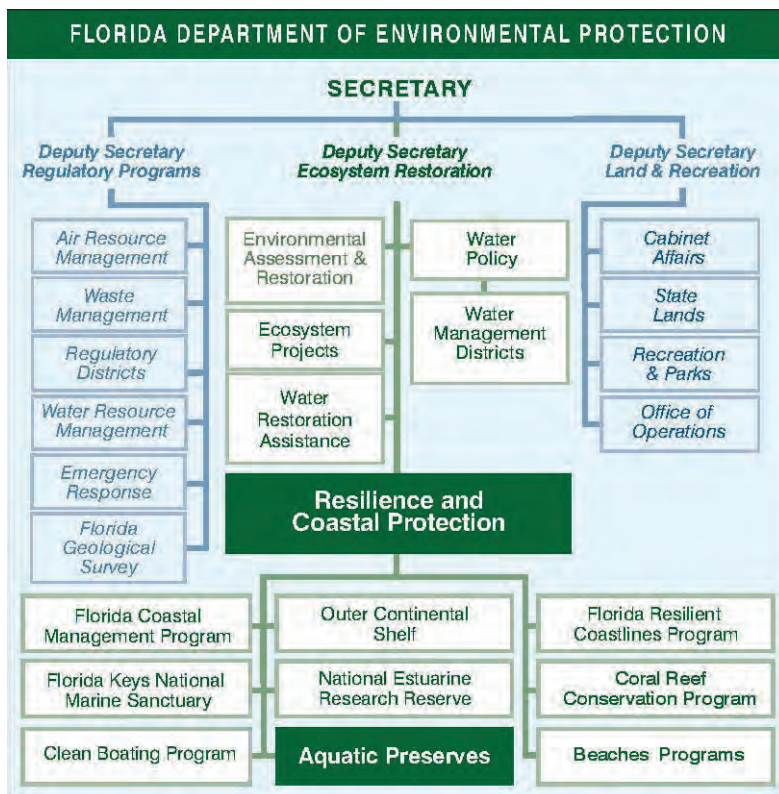 FLORIDA DEPARTMENT OF ENVIRONMENTAL PROTECTION
SECRETARY
Deputy Secretary
Regulatory Programs
Air Resource
Management
Waste
Management
Regulatory
Districts
Water Resource
Management
Emergency
Response
Florida
Geological
Survey
Deputy Secretary
Ecosystem Restoration
Environmental
Assessment &
Restoration
Ecosystem
Projects
Water
Restoration
Assistance
Water
Policy
Water
Management
Districts
Deputy Secretary
Land & Recreation
Cabinet
Affairs
State
Lands
Recreation
& Parks
Office of
Operations
Resilience and
Coastal Protection
Florida Coastal
Management Program
Florida Keys National
Marine Sanctuary
Clean Boating Program
Outer Continental
Shelf
National Estuarine
Research Reserve
Aquatic Preserves
Florida Resilient
Coastlines Program
Coral Reef
Conservation Program
Beaches Programs